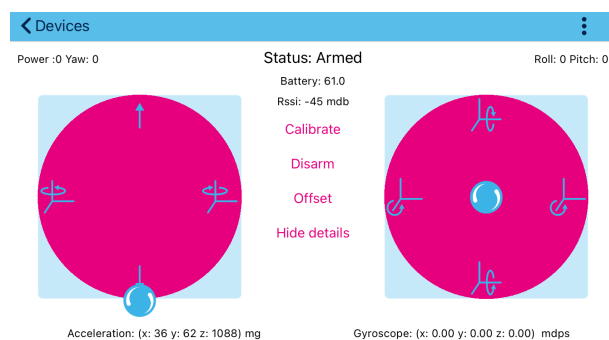 Devices
Power :0 Yaw: 0
Status: Armed
Roll: 0 Pitch: 0
Battery: 61.0
Rssi: -45 mdb
Calibrate
Disarm
Offset
Hide details
Acceleration: (x: 36 y: 62 z: 1088) mg
Gyroscope: (x: 0.00 y: 0.00 z: 0.00) mdps